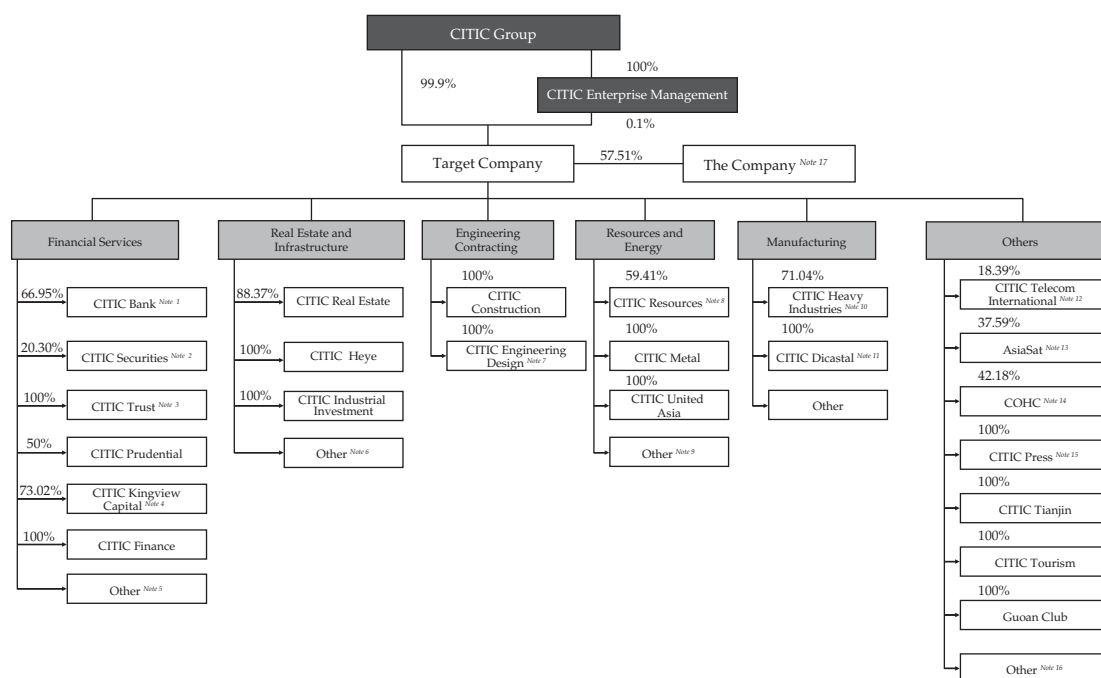 CITIC Group
99.9%
100%
CITIC Enterprise Management
0.1%
Target Company
57.51%
The Company Note 17
Financial Services
66.95%
CITIC Bank Note 1
20.30%
CITIC Securities Note 2
100%
CITIC Trust Note 3
50%
CITIC Prudential
73.02%
CITIC Kingview
Capital Note 4
100%
CITIC Finance
Other Note 5
Real Estate and
Infrastructure
88.37%
CITIC Real Estate
100%
CITIC Heye
100%
CITIC Industrial
Investment
Other Note 6
Engineering
Contracting
100%
CITIC
Construction
100%
CITIC Engineering
Design Note 7
Resources and
Energy
59.41%
CITIC Resources Note 8
100%
CITIC Metal
100%
CITIC United
Asia
Other Note 9
Manufacturing
71.04%
CITIC Heavy
Industries Note 10
100%
CITIC Dicastal Note 11
Other
Others
18.39%
CITIC Telecom
International Note 12
37.59%
AsiaSat Note 13
42.18%
COHC Note 14
100%
CITIC Press Note 15
100%
CITIC Tianjin
100%
CITIC Tourism
100%
Guoan Club
Other Note 16